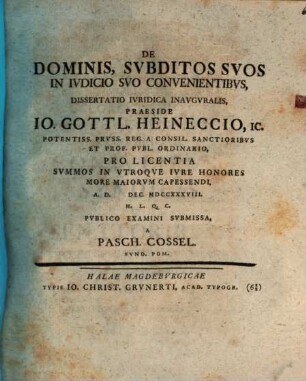 DE
DOMINIS, SVBDITOS SVOS
IN IVDICIO SVO CONVENIENTIBVS,
DISSERTATIO IVRIDICA INAVGVRALIS,
PRAESIDE
IO. GOTTL. HEINECCIO, IC.
POTENTISS. PRVSS. REG. A CONSIL. SANCTIORIBVS
ET PROF. PVBL. ORDINARIO,
PRO LICENTIA
SVMMOS IN VTROQVE IVRE HONORES
MORE MAIORVM CAPESSENDI,
A. D. DEC. MDCCXXXVIII.
H. L. Q. C.
PVBLICO EXAMINI SVBMISSA,
A
PASCH. COSSEL.
HALAE MAGDEBVRGICAE
TYPIS IO. CHRIST. GRVNERTI, ACAD. TYPOGR.